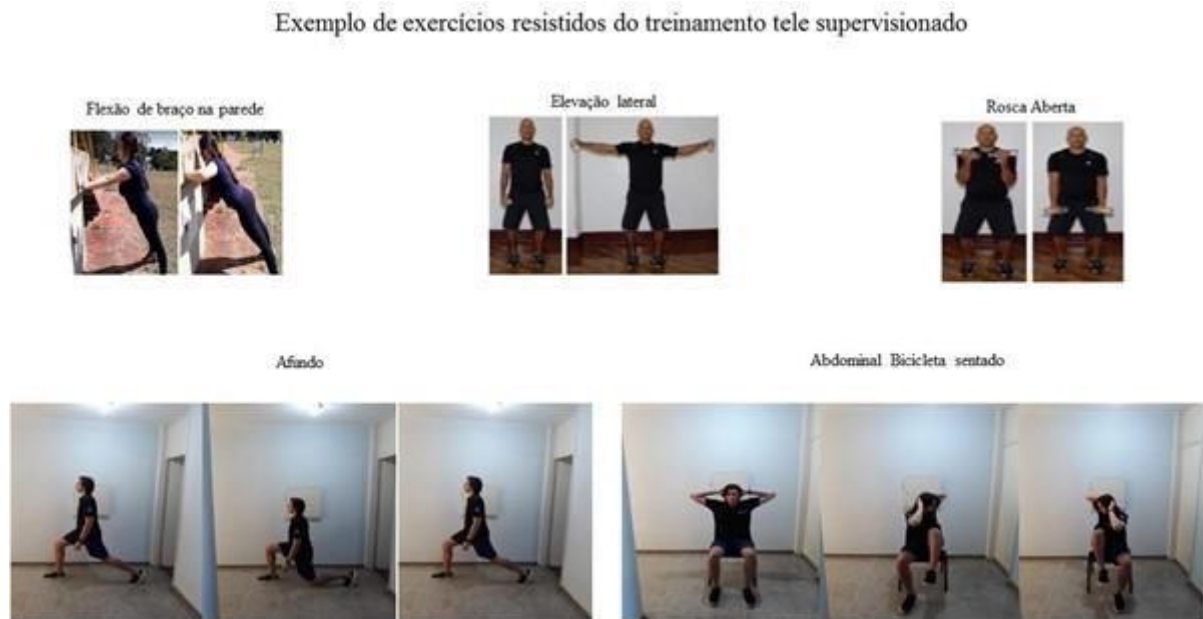 Exemplo de exercícios resistidos do treinamento tele supervisionado
Flexão de braço na parede
Elevação lateral
Rosca Aberta
Afundo
Abdominal Bicicleta sentado